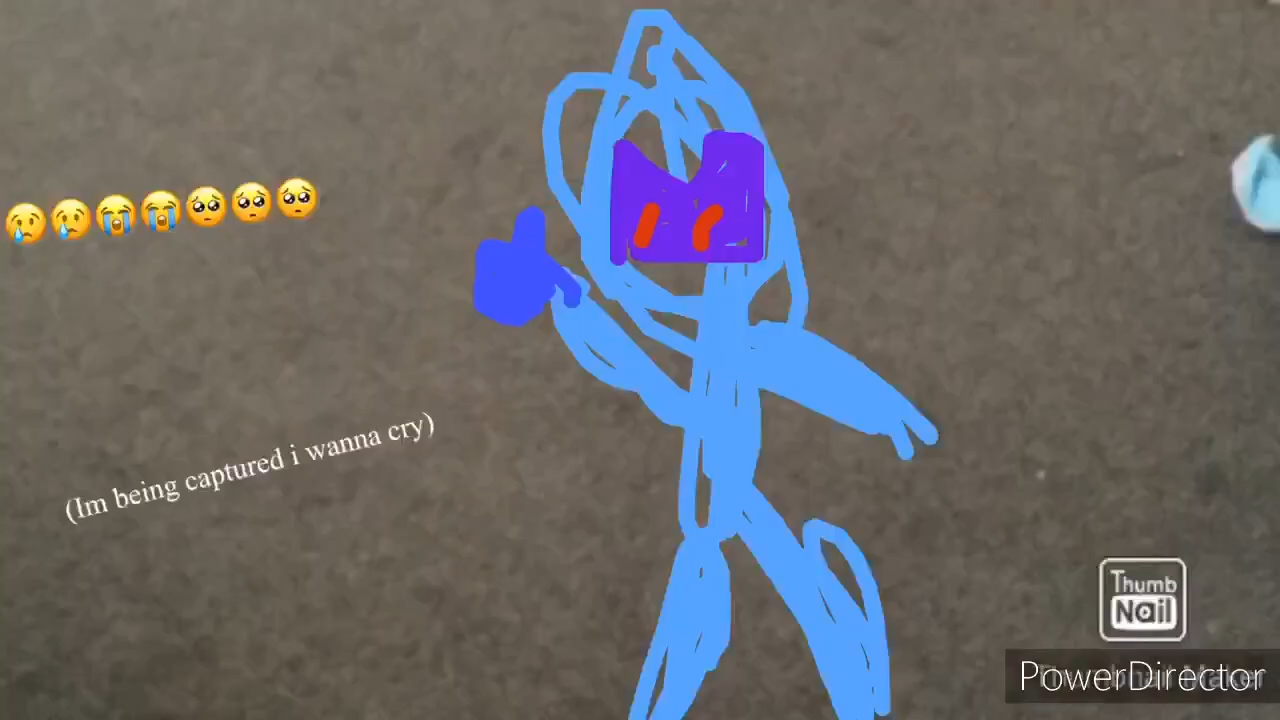 (Im being captured i wanna cry)
Thumb
Nail
PowerDirector